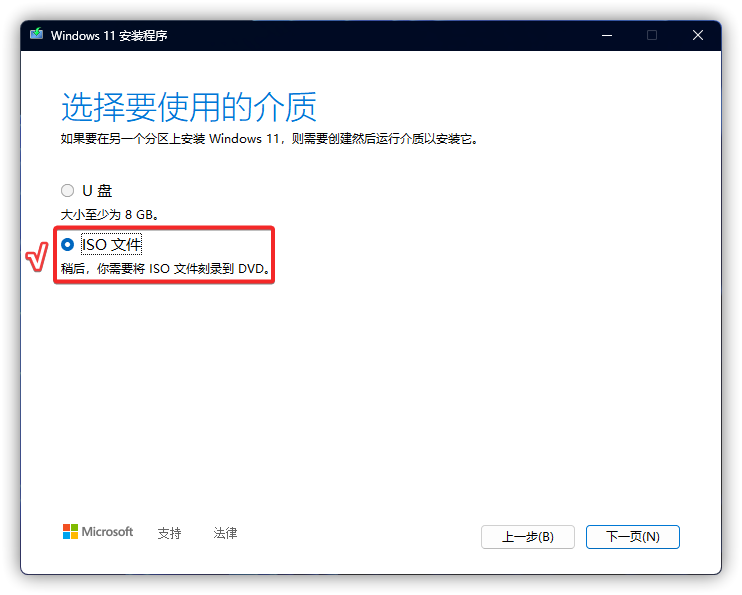 Windows 11 安装程序
选择要使用的介质
如果要在另一个分区上安装 Windows 11，则需要创建然后运行介质以安装它。
U 盘
大小至少为 8 GB。
ISO 文件
稍后，你需要将 ISO 文件刻录到 DVD。
Microsoft 支持 法律
上一步(B) 下一页(N)